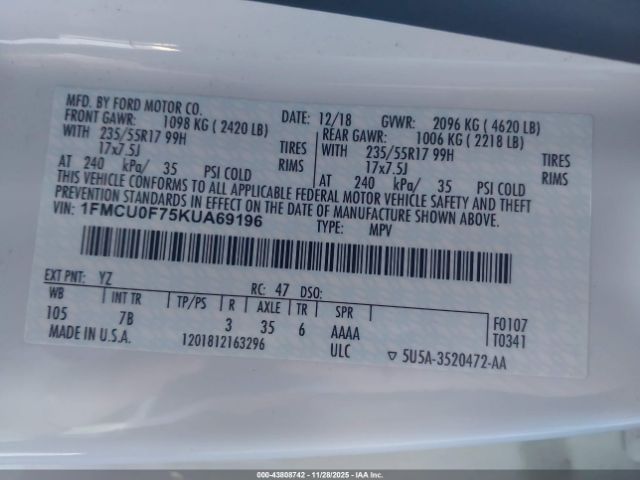 MFD. BY FORD MOTOR CO. DATE: 12/18 GVWR: 2096 KG ( 4620 LB)
FRONT GAWR: 1098 KG ( 2420 LB) REAR GAWR: 1006 KG ( 2218 LB)
WITH 235/55R17 99H TIRES WITH 235/55R17 99H TIRES
17x7.5J RIMS 17x7.5J RIMS
AT 240 kPa/ 35 PSI COLD AT 240 kPa/ 35 PSI COLD
THIS VEHICLE CONFORMS TO ALL APPLICABLE FEDERAL MOTOR VEHICLE SAFETY AND THEFT
PREVENTION STANDARDS IN EFFECT ON THE DATE OF MANUFACTURE SHOWN ABOVE.
VIN: 1FMCU0F75KUA69196 TYPE: MPV
EXT PNT: YZ RC: 47 DSO:
WB INT TR TP/PS R AXLE TR SPR F0107
105 7B 3 35 6 AAAA T0341
MADE IN U.S.A. 1201812163296 ULC ▽ 5U5A-3520472-AA
000-43808742 - 11/28/2025 - IAA Inc.